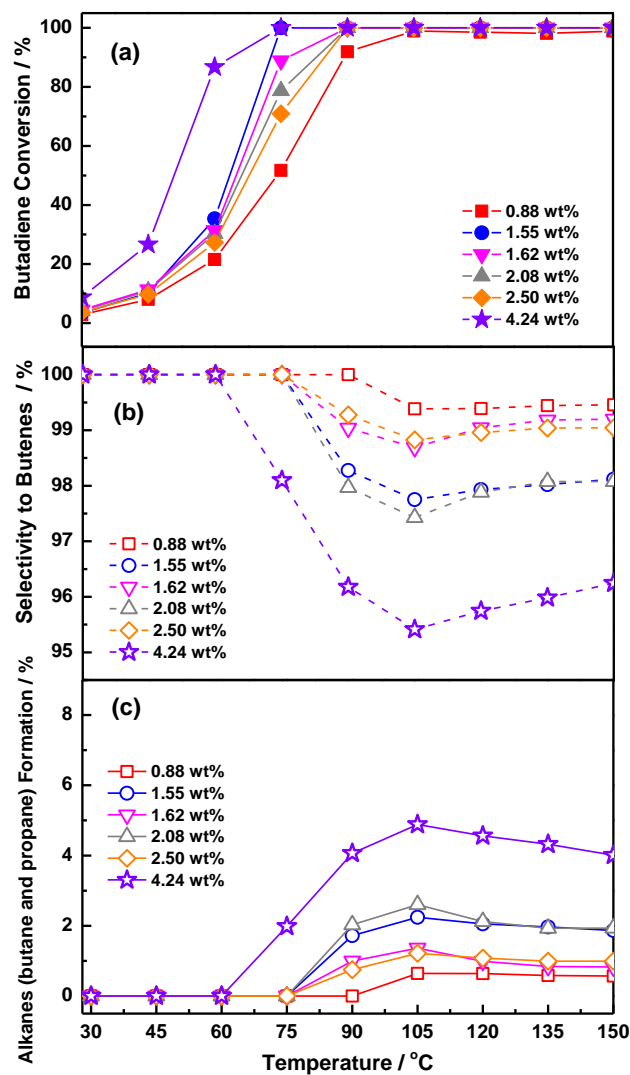 (a)
Butadiene Conversion / %
100
80
60
40
20
0
0.88 wt%
1.55 wt%
1.62 wt%
2.08 wt%
2.50 wt%
4.24 wt%
(b)
Selectivity to Butenes / %
100
99
98
97
96
95
0.88 wt%
1.55 wt%
1.62 wt%
2.08 wt%
2.50 wt%
4.24 wt%
(c)
Alkanes (butane and propane) Formation / %
8
6
4
2
0
0.88 wt%
1.55 wt%
1.62 wt%
2.08 wt%
2.50 wt%
4.24 wt%
30 45 60 75 90 105 120 135 150
Temperature / °C